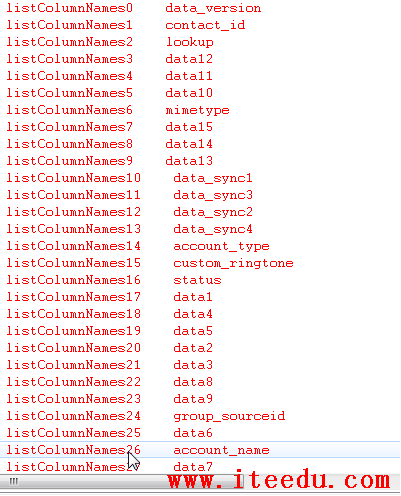 listColumnNames0 data_version
listColumnNames1 contact_id
listColumnNames2 lookup
listColumnNames3 data12
listColumnNames4 data11
listColumnNames5 data10
listColumnNames6 mimetype
listColumnNames7 data15
listColumnNames8 data14
listColumnNames9 data13
listColumnNames10 data_sync1
listColumnNames11 data_sync3
listColumnNames12 data_sync2
listColumnNames13 data_sync4
listColumnNames14 account_type
listColumnNames15 custom_ringtone
listColumnNames16 status
listColumnNames17 data1
listColumnNames18 data4
listColumnNames19 data5
listColumnNames20 data2
listColumnNames21 data3
listColumnNames22 data8
listColumnNames23 data9
listColumnNames24 group_sourceid
listColumnNames25 data6
listColumnNames26 account_name
listColumnNames27 data7
www.iteedu.com